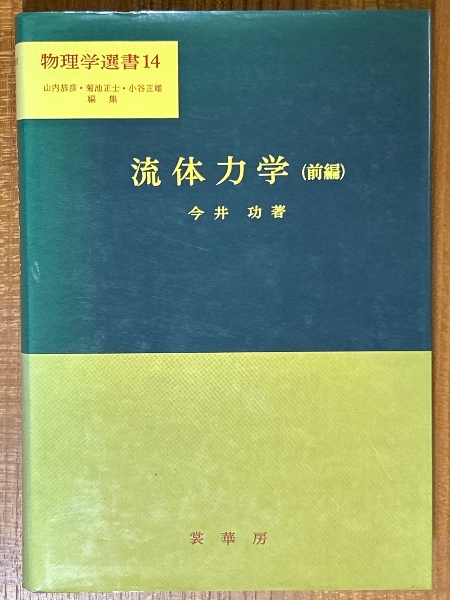 物理学選書14
山内恭彦・菊池正士・小谷正雄
編集
流体力学(前編)
今井 功著
裳華房